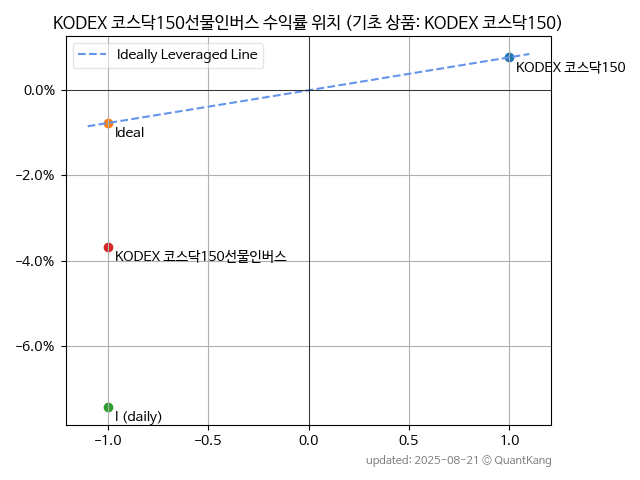 KODEX 코스닥150선물인버스 수익률 위치 (기초 상품: KODEX 코스닥150)
Ideally Leveraged Line
KODEX 코스닥150
0.0%
Ideal
−2.0%
KODEX 코스닥150선물인버스
−4.0%
−6.0%
I (daily)
−1.0 −0.5 0.0 0.5 1.0
updated: 2025-08-21 © QuantKang